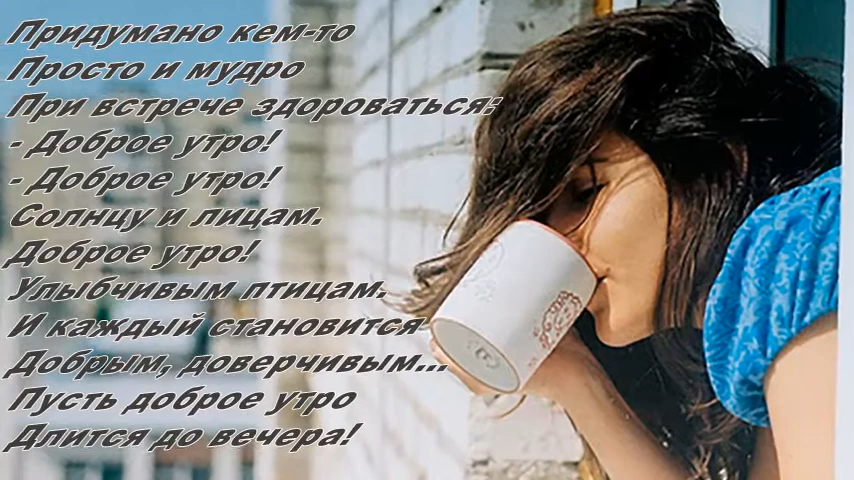 Придумано кем-то
Просто и мудро
При встрече здороваться:
- Доброе утро!
- Доброе утро!
Солнцу и лицам.
Доброе утро!
Улыбчивым птицам.
И каждый становится
Добрым, доверчивым...
Пусть доброе утро
Длится до вечера!